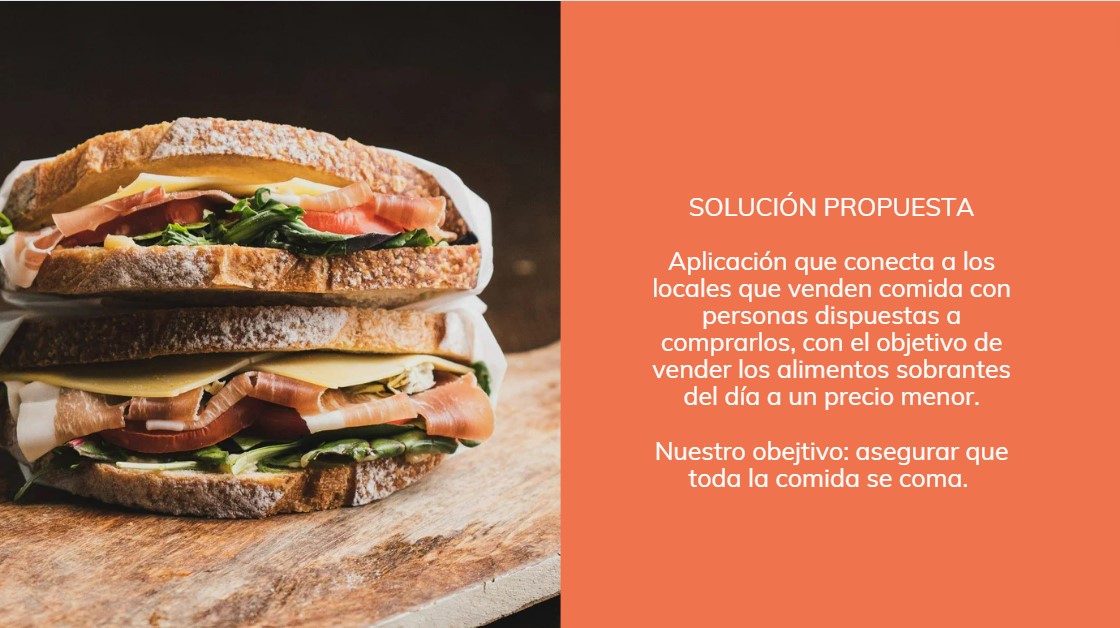 SOLUCIÓN PROPUESTA
Aplicación que conecta a los
locales que venden comida con
personas dispuestas a
comprarlos, con el objetivo de
vender los alimentos sobrantes
del día a un precio menor.
Nuestro obejtivo: asegurar que
toda la comida se coma.